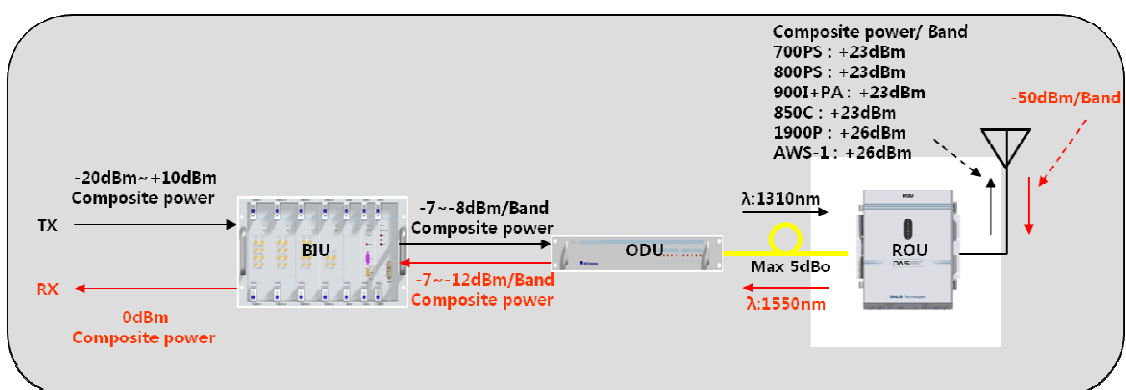 Composite power/ Band
700PS : +23dBm
800PS : +23dBm
900I+PA : +23dBm
850C : +23dBm
1900P : +26dBm
AWS-1 : +26dBm
-50dBm/Band
-20dBm~+10dBm
Composite power
TX
BIU
-7~-8dBm/Band
Composite power
ODU
λ:1310nm
Max 5dBo
λ:1550nm
ROU
ROU
-7~-12dBm/Band
Composite power
RX
0dBm
Composite power